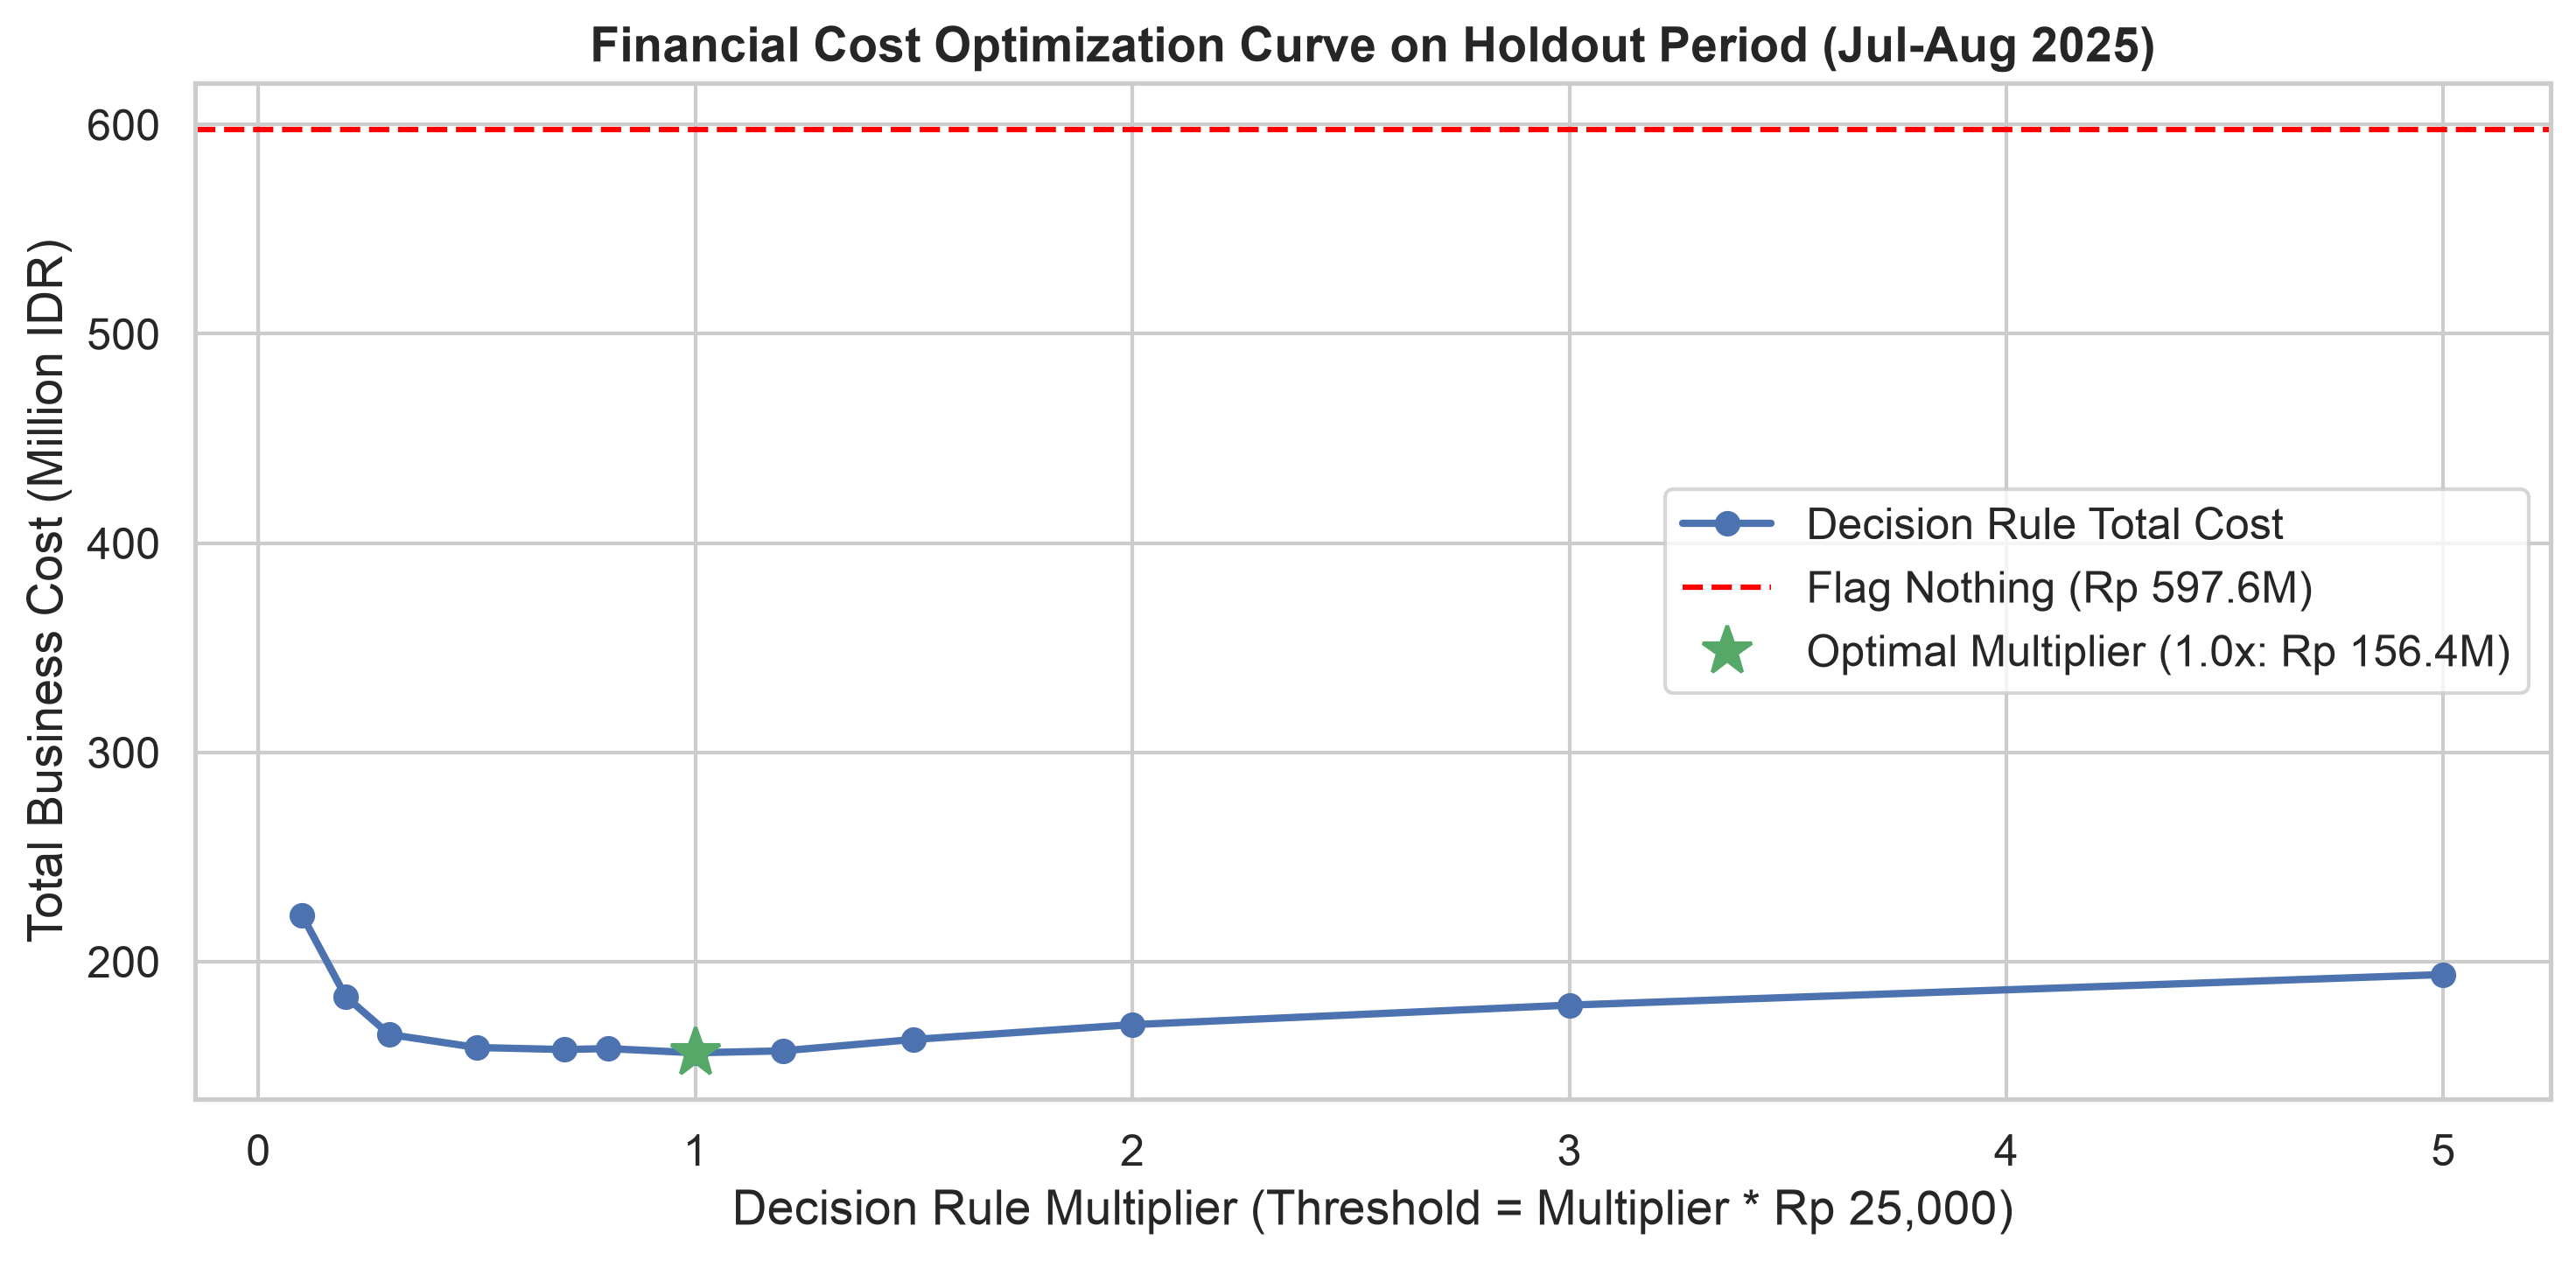 Financial Cost Optimization Curve on Holdout Period (Jul-Aug 2025)
Total Business Cost (Million IDR)
600
500
400
300
200
Decision Rule Total Cost
Flag Nothing (Rp 597.6M)
Optimal Multiplier (1.0x: Rp 156.4M)
0 1 2 3 4 5
Decision Rule Multiplier (Threshold = Multiplier * Rp 25,000)